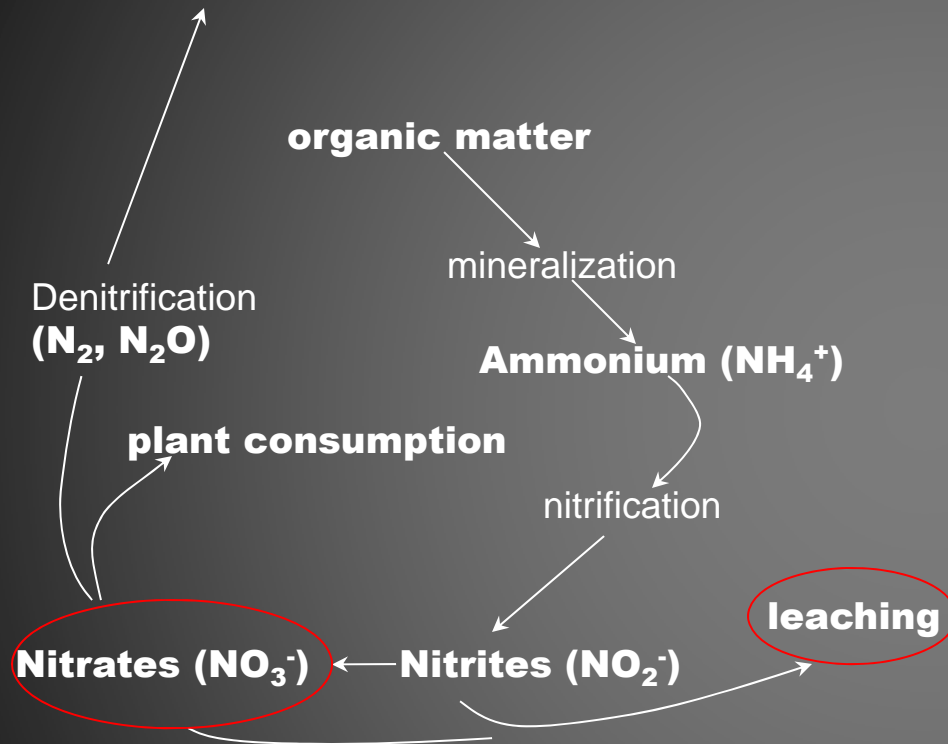 organic matter
mineralization
Denitrification
(N₂, N₂O)
Ammonium (NH₄⁺)
plant consumption
nitrification
leaching
Nitrates (NO₃⁻)
Nitrites (NO₂⁻)